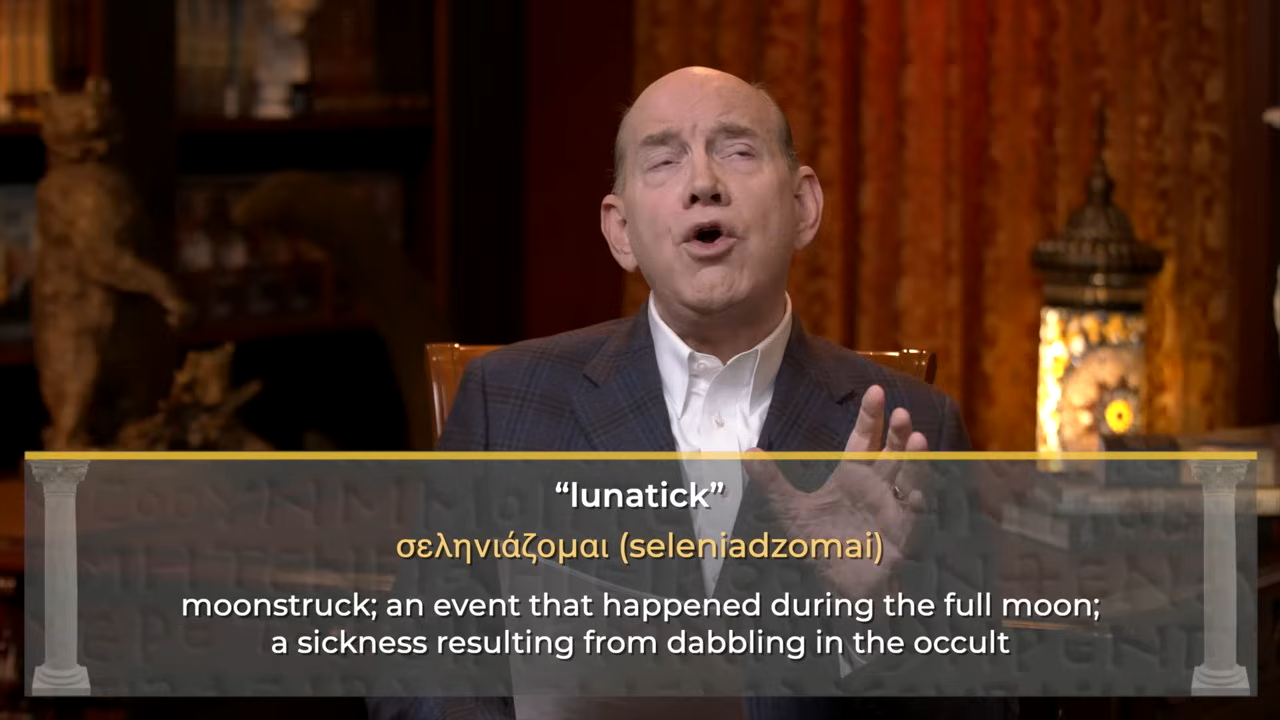 “lunatick”
σεληνιάζομαι (seleniadzomai)
moonstruck; an event that happened during the full moon;
a sickness resulting from dabbling in the occult